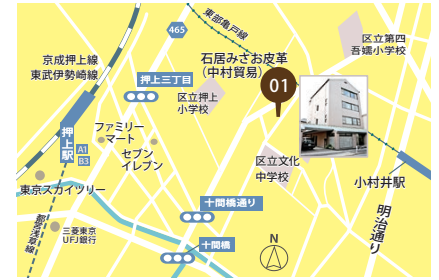 東武亀戸線
465
区立第四
吾嬬小学校
京成押上線
東武伊勢崎線
石居みさお皮革
(中村貿易)
01
押上三丁目
区立押上
小学校
ファミリー
マート
セブン
イレブン
押上駅
A1
B3
区立文化
中学校
小村井駅
東京スカイツリー
十間橋通り
明治通り
都営浅草線
三菱東京
UFJ銀行
十間橋
N